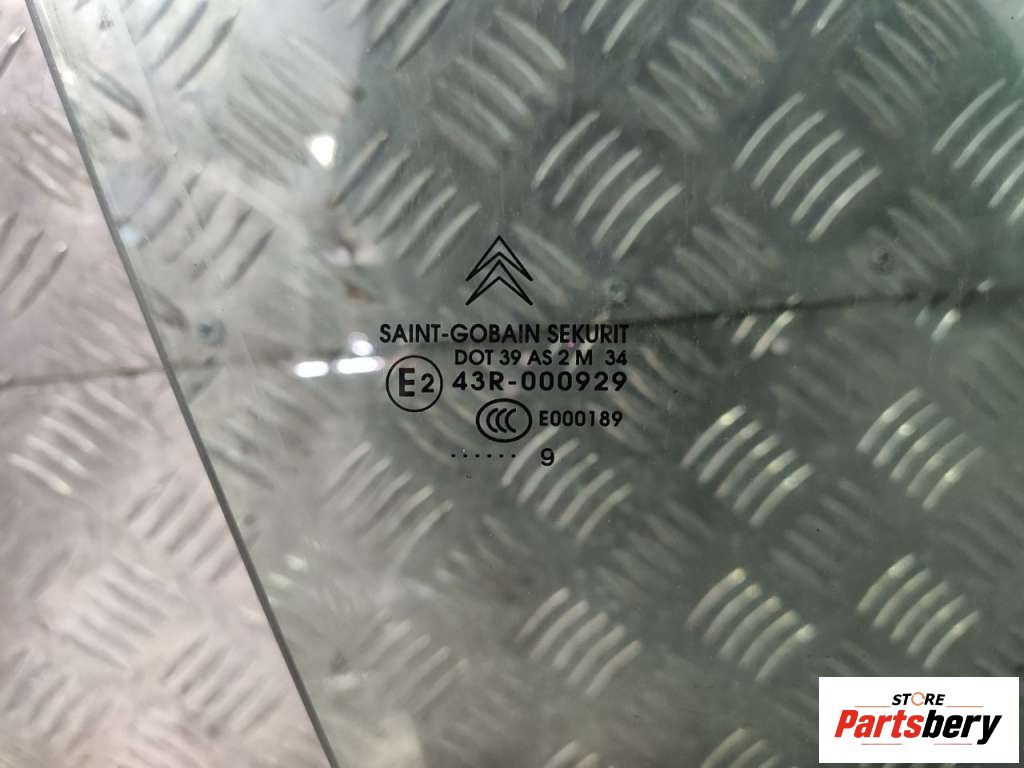 SAINT-GOBAIN SEKURIT
DOT 39 AS 2 M 34
E2 43R-000929
CCC E000189
...... 9
STORE
Partsbery